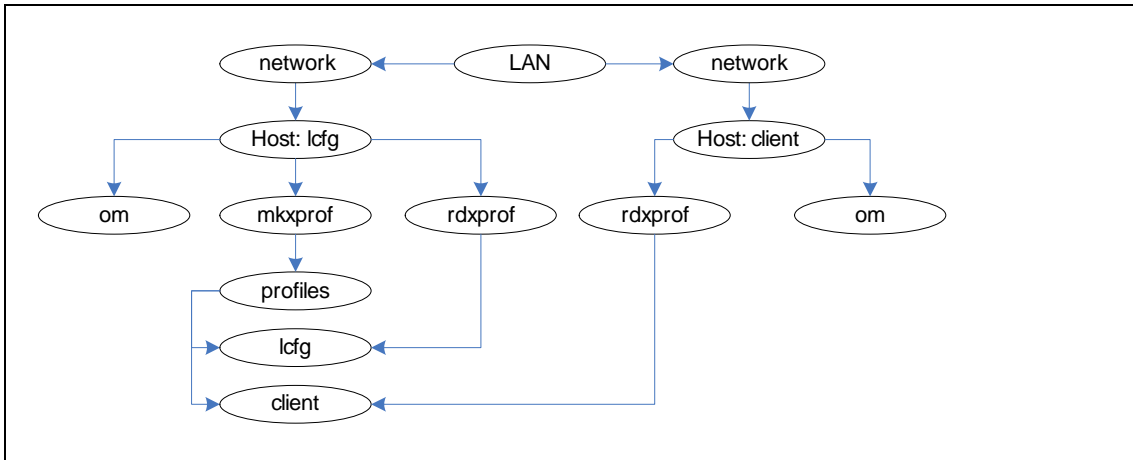 network
LAN
network
Host: lcfg
Host: client
om
mkxprof
rdxprof
rdxprof
om
profiles
lcfg
client